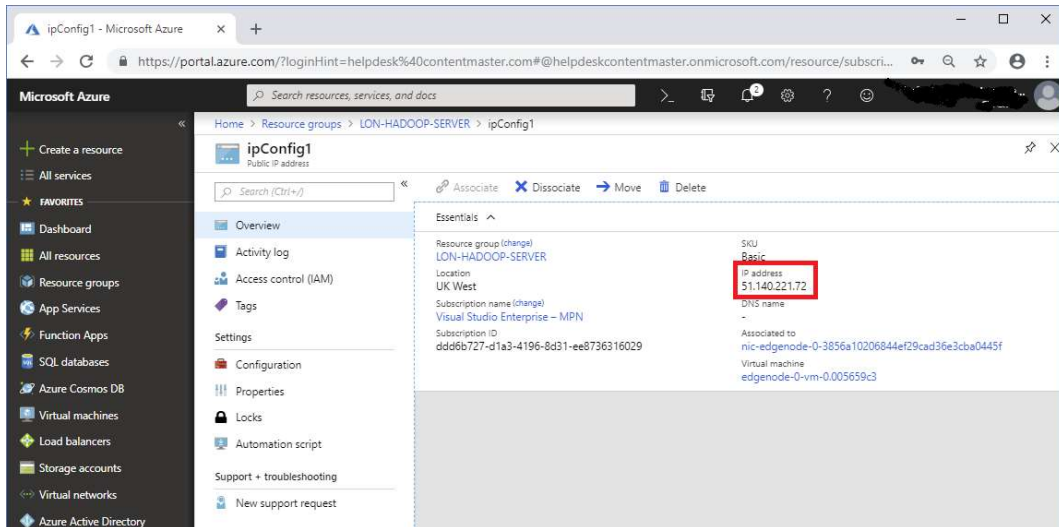 ipConfig1 - Microsoft Azure
https://portal.azure.com/?loginHint=helpdesk%40contentmaster.com#@helpdeskcontentmaster.onmicrosoft.com/resource/subscri...
Microsoft Azure
Search resources, services, and docs
2
Home > Resource groups > LON-HADOOP-SERVER > ipConfig1
Create a resource
All services
FAVORITES
Dashboard
All resources
Resource groups
App Services
Function Apps
SQL databases
Azure Cosmos DB
Virtual machines
Load balancers
Storage accounts
Virtual networks
Azure Active Directory
ipConfig1
Public IP address
Search (Ctrl+/)
Overview
Activity log
Access control (IAM)
Tags
Settings
Configuration
Properties
Locks
Automation script
Support + troubleshooting
New support request
Associate Dissociate Move Delete
Essentials
Resource group (change)
LON-HADOOP-SERVER
Location
UK West
Subscription name (change)
Visual Studio Enterprise – MPN
Subscription ID
ddd6b727-d1a3-4196-8d31-ee8736316029
SKU
Basic
IP address
51.140.221.72
DNS name
-
Associated to
nic-edgenode-0-3856a10206844ef29cad36e3cba0445f
Virtual machine
edgenode-0-vm-0.005659c3